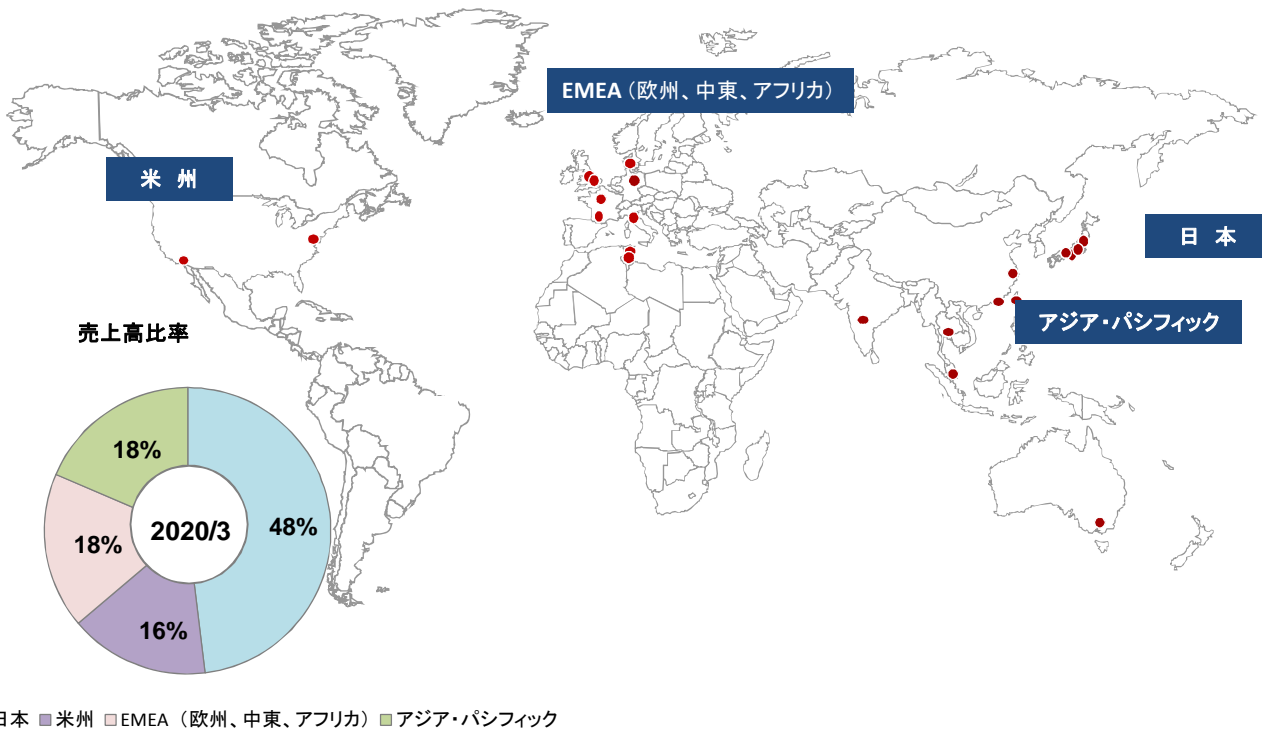 EMEA（欧州、中東、アフリカ）
米 州
日 本
アジア・パシフィック
売上高比率
18%
48%
2020/3
18%
16%
日本 米州 EMEA （欧州、中東、アフリカ） アジア・パシフィック